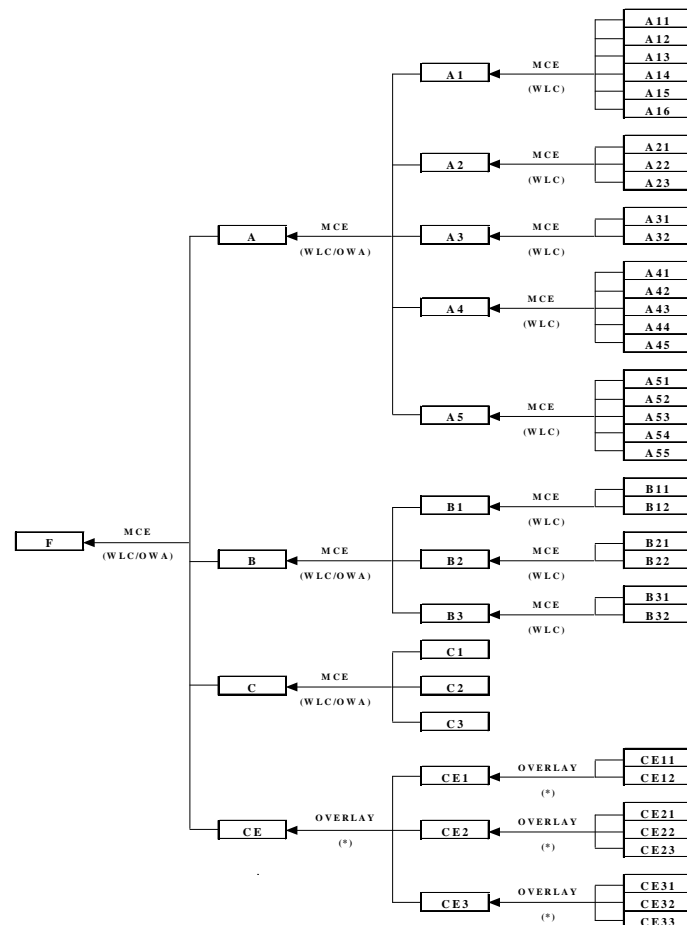 A11
A12
MCE
A13
A1
A14
(WLC)
A15
A16
A21
MCE
A2
A22
(WLC)
A23
MCE
A31
A3
A32
(WLC)
MCE
A
(WLC/OWA)
A41
A42
MCE
A4
A43
(WLC)
A44
A45
A51
A52
MCE
A5
A53
(WLC)
A54
A55
MCE
B11
B1
B12
(WLC)
MCE
F
(WLC/OWA)
MCE
B
(WLC/OWA)
MCE
B21
B2
B22
(WLC)
MCE
B31
B3
B32
(WLC)
C1
MCE
C
C2
(WLC/OWA)
C3
OVERLAY
CE11
CE1
CE12
(*)
OVERLAY
CE
(*)
CE21
OVERLAY
CE2
CE22
(*)
CE23
CE31
OVERLAY
CE3
CE32
(*)
CE33